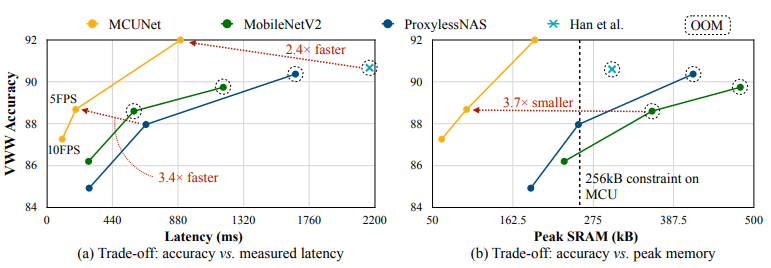 MCUNet MobileNetV2 ProxylessNAS Han et al. OOM
VWW Accuracy
92
90
88
86
84
5FPS
10FPS
2.4× faster
3.4× faster
0 440 880 1320 1760 2200
Latency (ms)
(a) Trade-off: accuracy vs. measured latency
92
90
88
86
84
3.7× smaller
256kB constraint on
MCU
50 162.5 275 387.5 500
Peak SRAM (kB)
(b) Trade-off: accuracy vs. peak memory